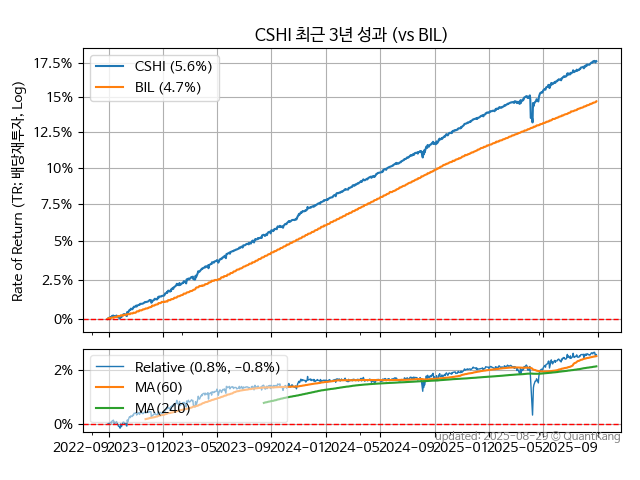 CSHI 최근 3년 성과 (vs BIL)
Rate of Return (TR; 배당재투자, Log)
17.5%
15%
12.5%
10%
7.5%
5%
2.5%
0%
CSHI (5.6%)
BIL (4.7%)
2%
0%
Relative (0.8%, −0.8%)
MA(60)
MA(240)
2022-09
2023-01
2023-05
2023-09
2024-01
2024-05
2024-09
2025-01
2025-05
2025-09
updated: 2025-08-29 © QuantKang